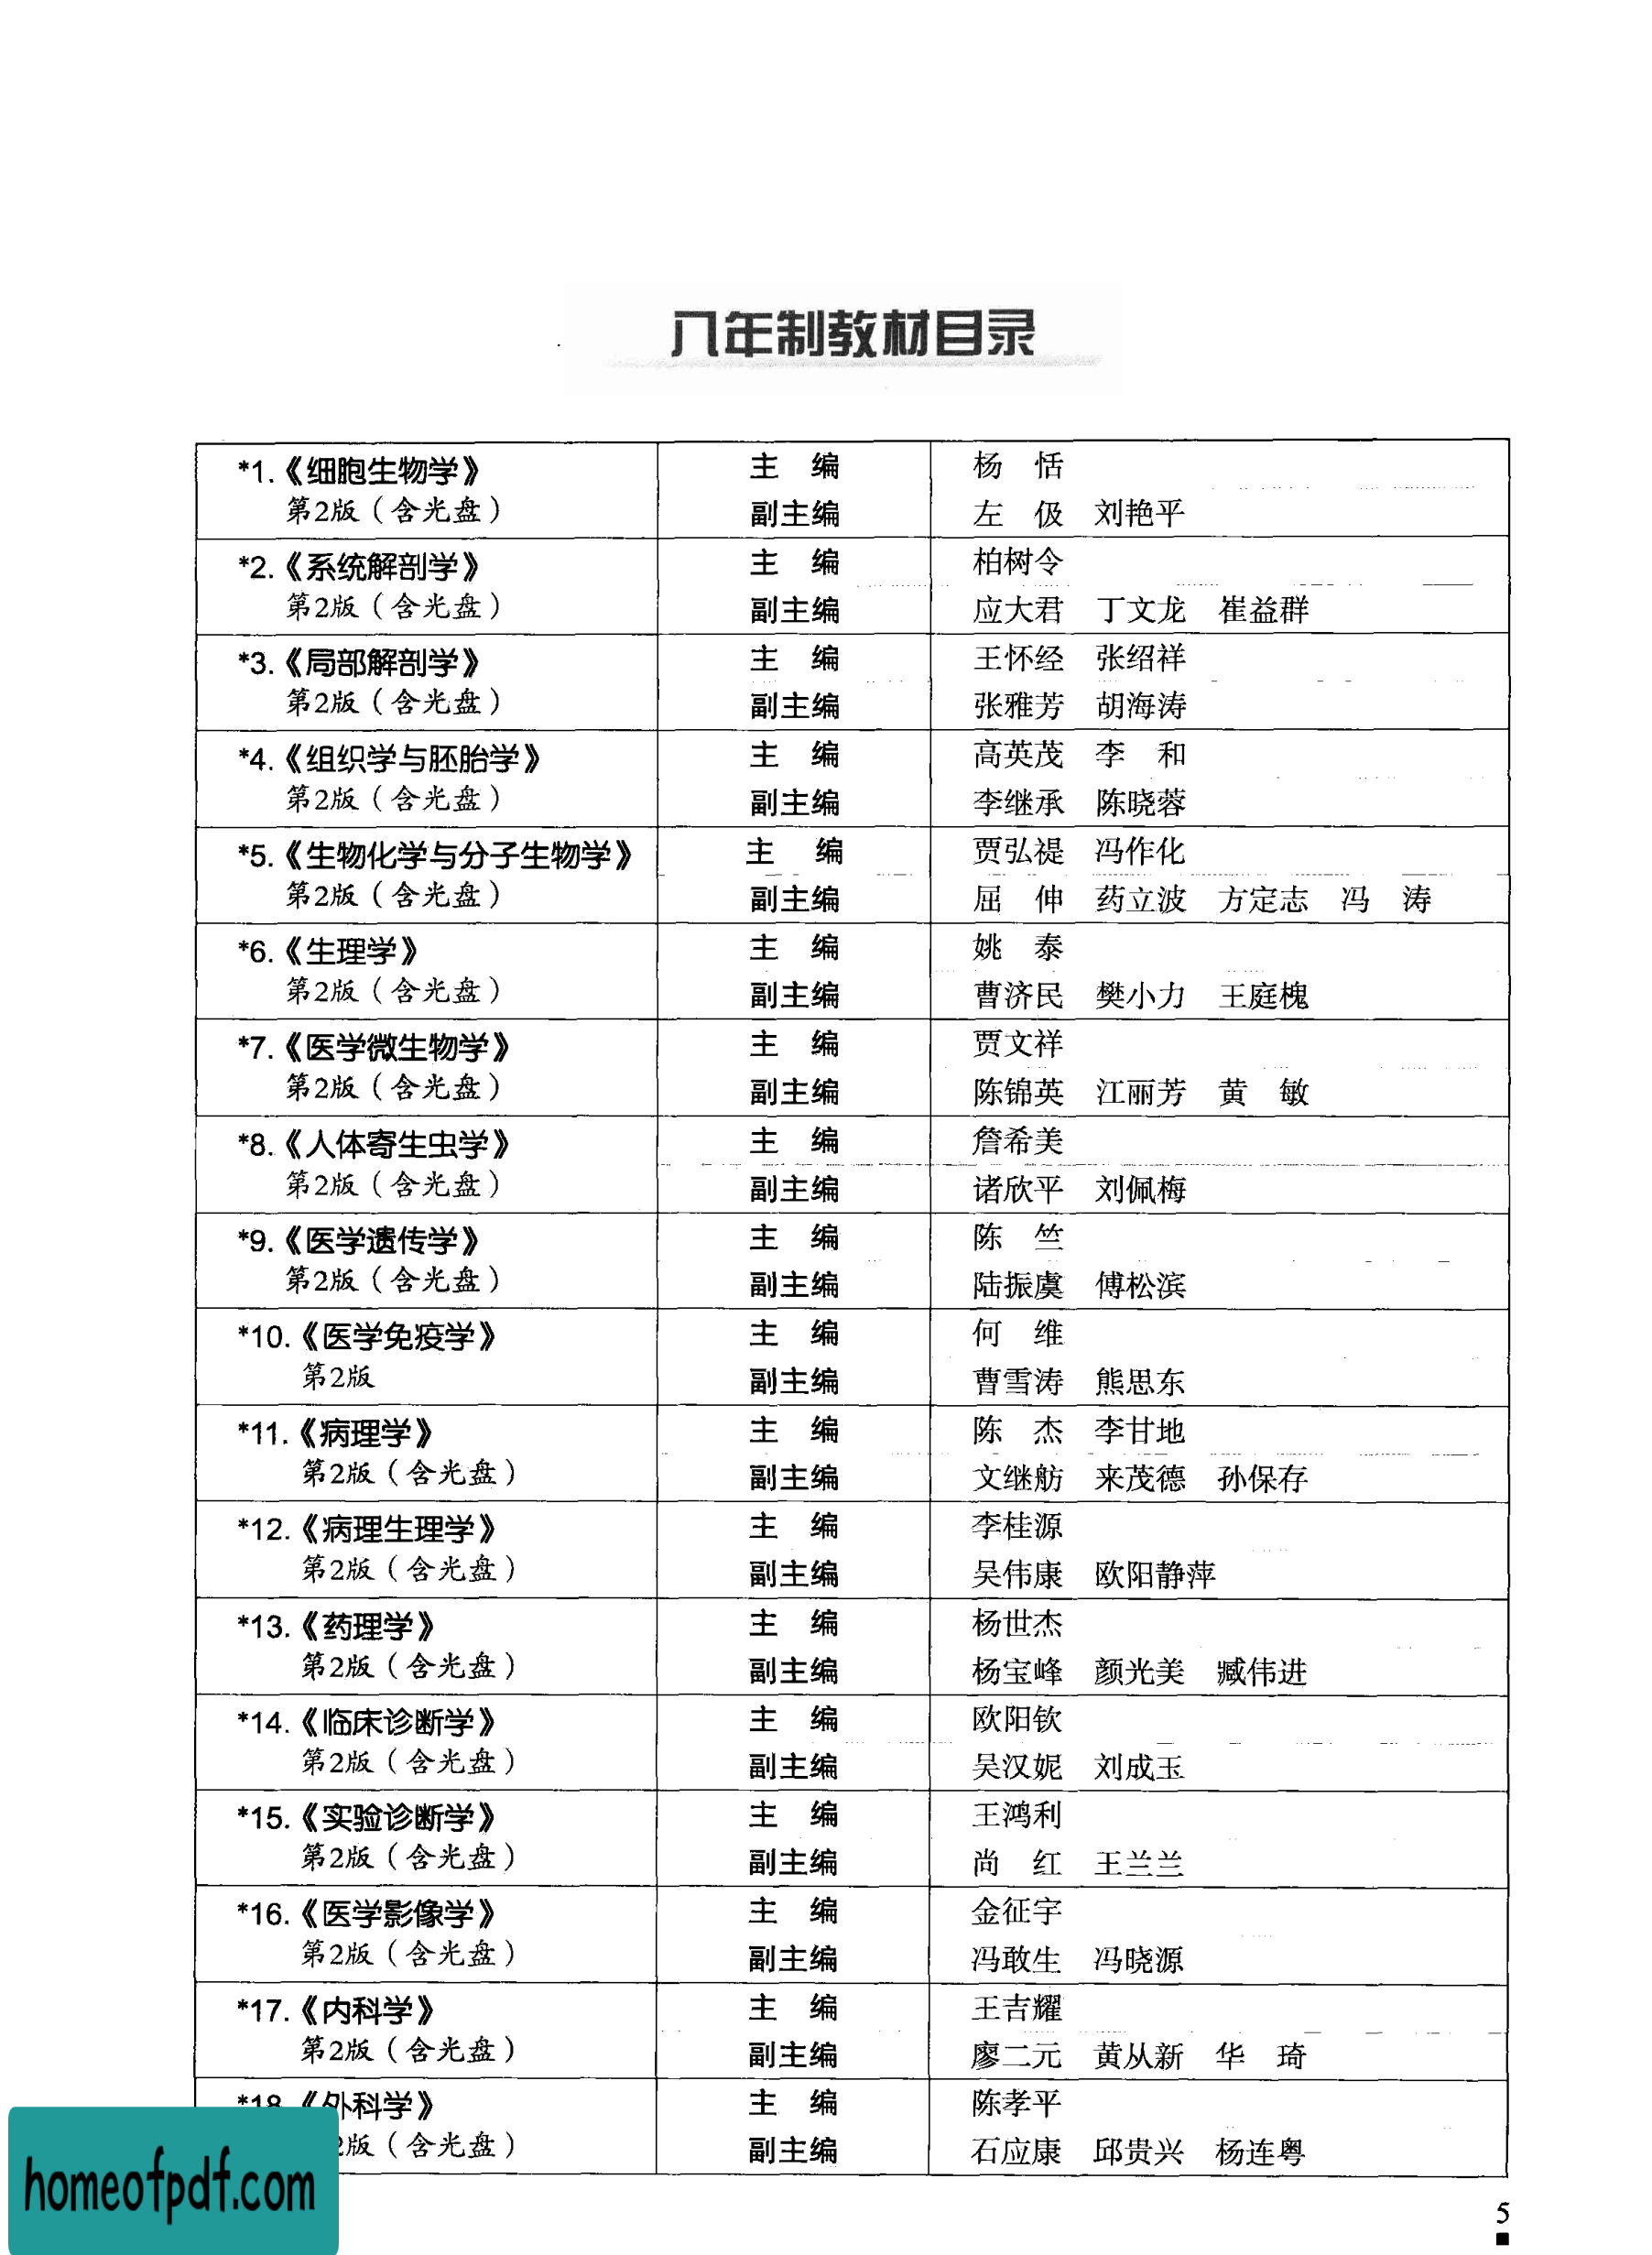 八年制教材目录
*1.《细胞生物学》 主 编 杨 恬
第2版（含光盘） 副主编 左 伋 刘艳平
*2.《系统解剖学》 主 编 柏树令
第2版（含光盘） 副主编 应大君 丁文龙 崔益群
*3.《局部解剖学》 主 编 王怀经 张绍祥
第2版（含光盘） 副主编 张雅芳 胡海涛
*4.《组织学与胚胎学》 主 编 高英茂 李 和
第2版（含光盘） 副主编 李继承 陈晓蓉
*5.《生物化学与分子生物学》 主 编 贾弘禔 冯作化
第2版（含光盘） 副主编 屈 伸 药立波 方定志 冯 涛
*6.《生理学》 主 编 姚 泰
第2版（含光盘） 副主编 曹济民 樊小力 王庭槐
*7.《医学微生物学》 主 编 贾文祥
第2版（含光盘） 副主编 陈锦英 江丽芳 黄 敏
*8.《人体寄生虫学》 主 编 詹希美
第2版（含光盘） 副主编 诸欣平 刘佩梅
*9.《医学遗传学》 主 编 陈 竺
第2版（含光盘） 副主编 陆振虞 傅松滨
*10.《医学免疫学》 主 编 何 维
第2版 副主编 曹雪涛 熊思东
*11.《病理学》 主 编 陈 杰 李甘地
第2版（含光盘） 副主编 文继舫 来茂德 孙保存
*12.《病理生理学》 主 编 李桂源
第2版（含光盘） 副主编 吴伟康 欧阳静萍
*13.《药理学》 主 编 杨世杰
第2版（含光盘） 副主编 杨宝峰 颜光美 臧伟进
*14.《临床诊断学》 主 编 欧阳钦
第2版（含光盘） 副主编 吴汉妮 刘成玉
*15.《实验诊断学》 主 编 王鸿利
第2版（含光盘） 副主编 尚 红 王兰兰
*16.《医学影像学》 主 编 金征宇
第2版（含光盘） 副主编 冯敢生 冯晓源
*17.《内科学》 主 编 王吉耀
第2版（含光盘） 副主编 廖二元 黄从新 华 琦
*18.《外科学》 主 编 陈孝平
2版（含光盘） 副主编 石应康 邱贵兴 杨连粤
homeofpdf.com
5